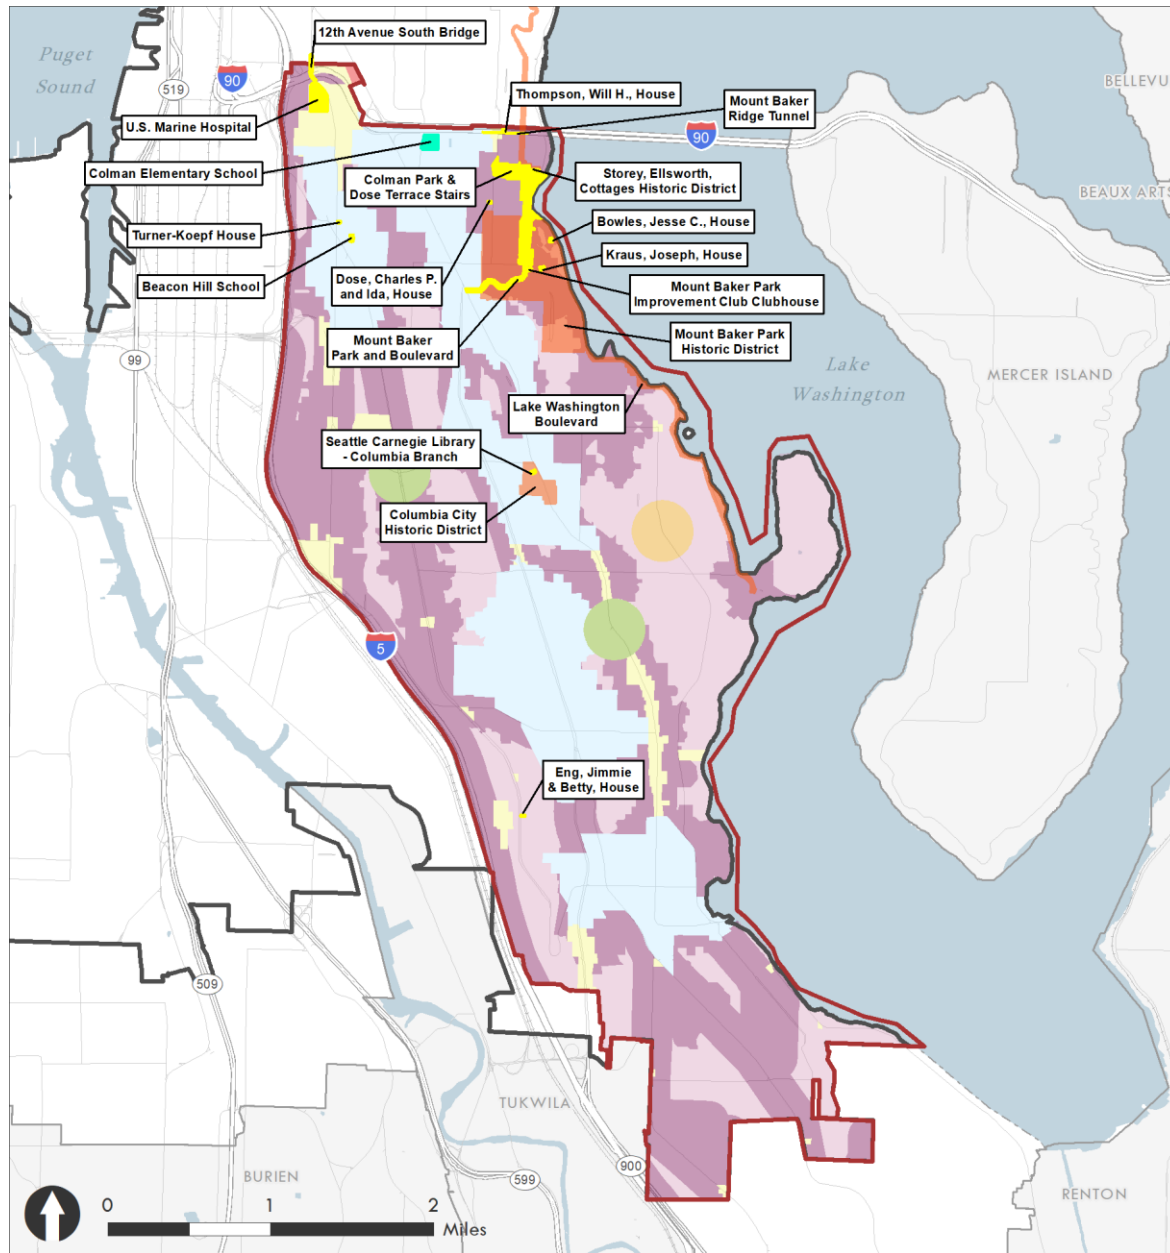 12th Avenue South Bridge
Puget
Sound
90
519
Thompson, Will H., House
Mount Baker
Ridge Tunnel
BELLEVU
U.S. Marine Hospital
90
Colman Elementary School
Colman Park &
Dose Terrace Stairs
Storey, Ellsworth,
Cottages Historic District
BEAUX ARTS
Turner-Koepf House
Bowles, Jesse C., House
Beacon Hill School
Dose, Charles P.
and Ida, House
Kraus, Joseph, House
Mount Baker Park
Improvement Club Clubhouse
Mount Baker
Park and Boulevard
Mount Baker Park
Historic District
99
Lake
Washington
MERCER ISLAND
Lake Washington
Boulevard
Seattle Carnegie Library
- Columbia Branch
Columbia City
Historic District
5
Eng, Jimmie
& Betty, House
509
TUKWILA
BURIEN
599
900
RENTON
0 1 2
Miles